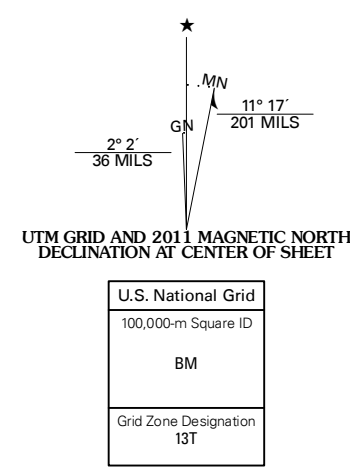 MN
GN
11° 17´
201 MILS
2° 2´
36 MILS
UTM GRID AND 2011 MAGNETIC NORTH
DECLINATION AT CENTER OF SHEET
U.S. National Grid
100,000-m Square ID
BM
Grid Zone Designation
13T